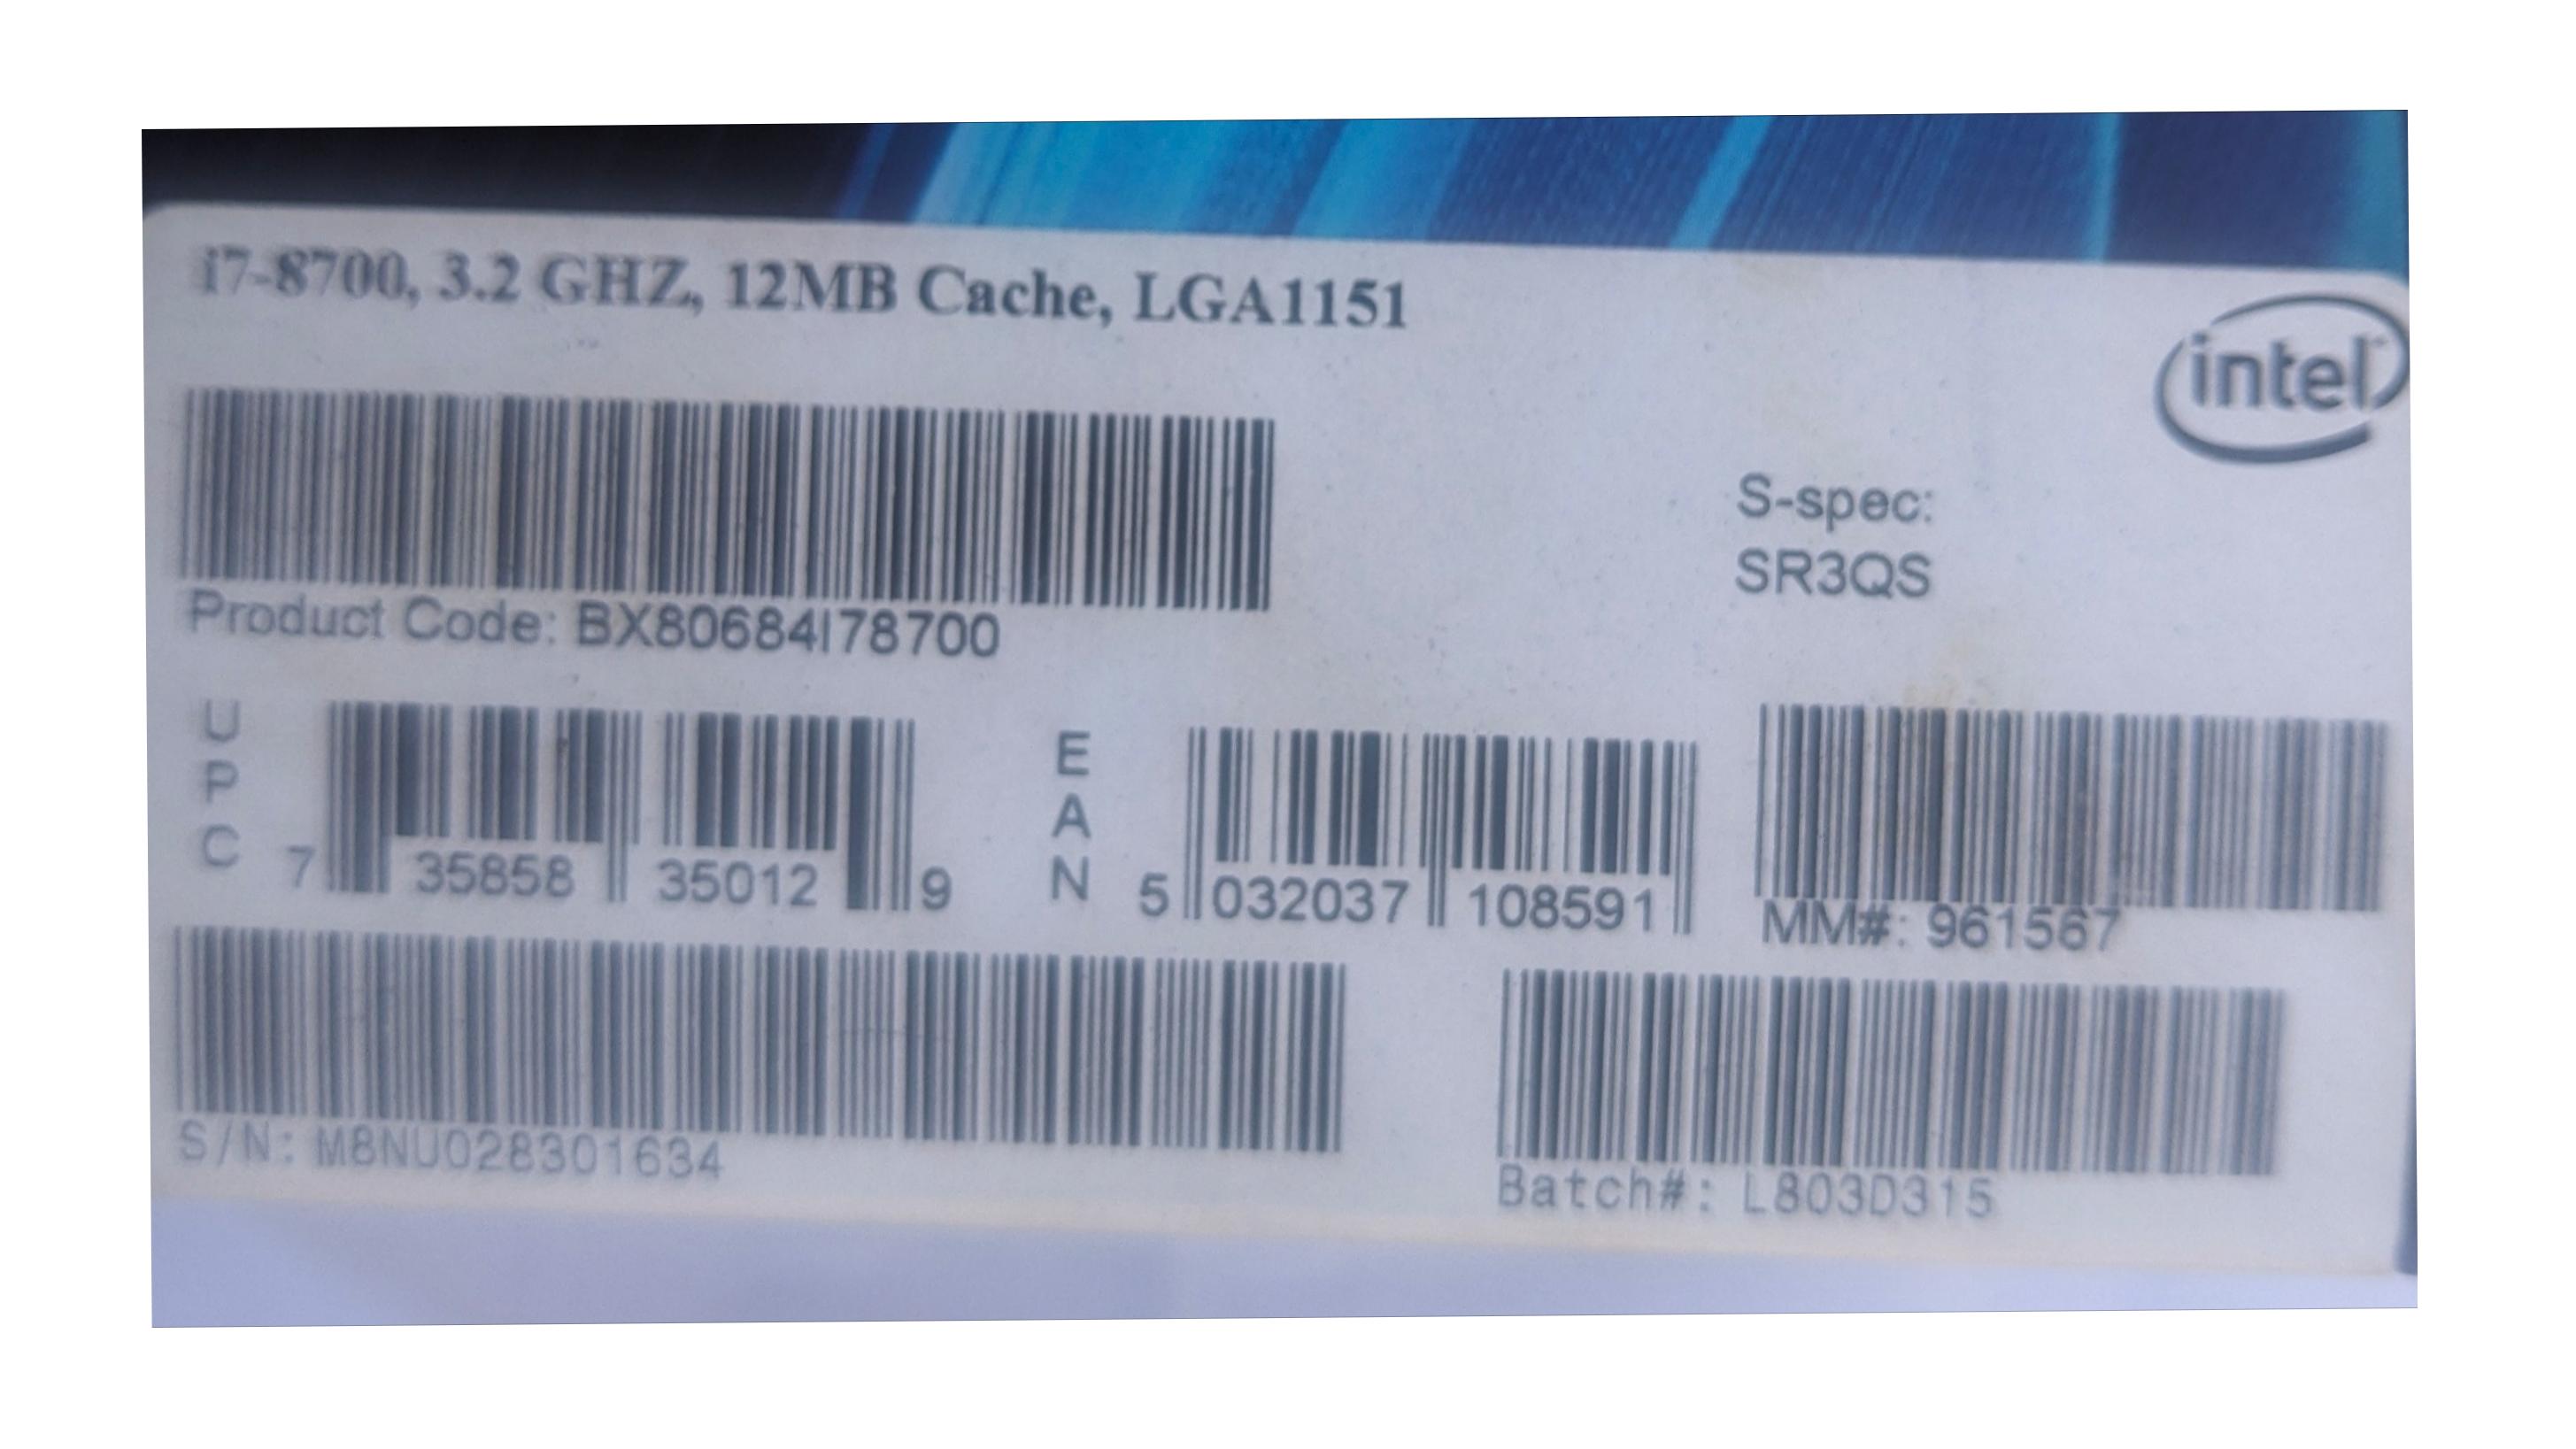 i7-8700, 3.2 GHZ, 12MB Cache, LGA1151
intel
S-spec:
SR3QS
Product Code: BX80684I78700
UPC 7 35858 35012 9
EAN 5 032037 108591
MM#: 961567
S/N: M8NU028301634
Batch#: L803D315